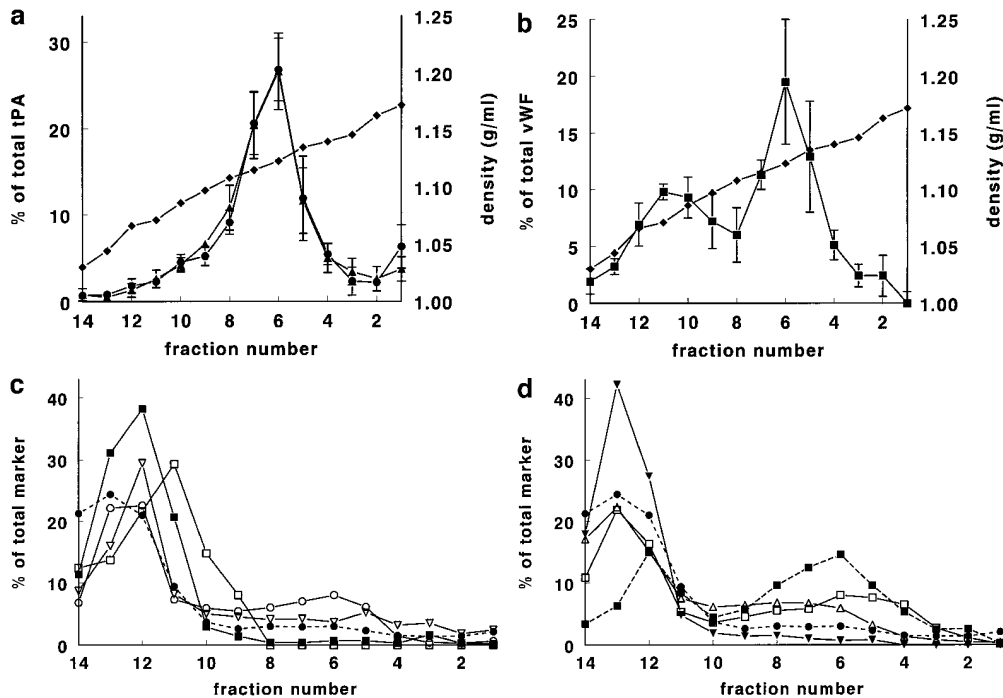 a
% of total tPA
30
20
10
0
1.25
1.20
1.15
1.10
1.05
1.00
density (g/ml)
14 12 10 8 6 4 2
fraction number
b
% of total vWF
25
20
15
10
5
0
1.25
1.20
1.15
1.10
1.05
1.00
density (g/ml)
14 12 10 8 6 4 2
fraction number
c
% of total marker
40
30
20
10
0
14 12 10 8 6 4 2
fraction number
d
% of total marker
40
30
20
10
0
14 12 10 8 6 4 2
fraction number